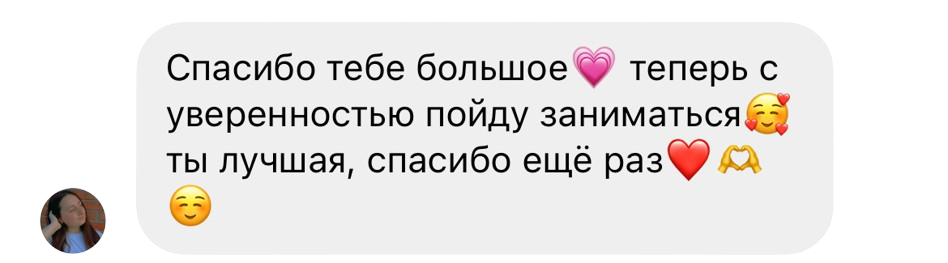 Спасибо тебе большое💗 теперь с
уверенностью пойду заниматься🥰
ты лучшая, спасибо ещё раз❤️🫶
☺️